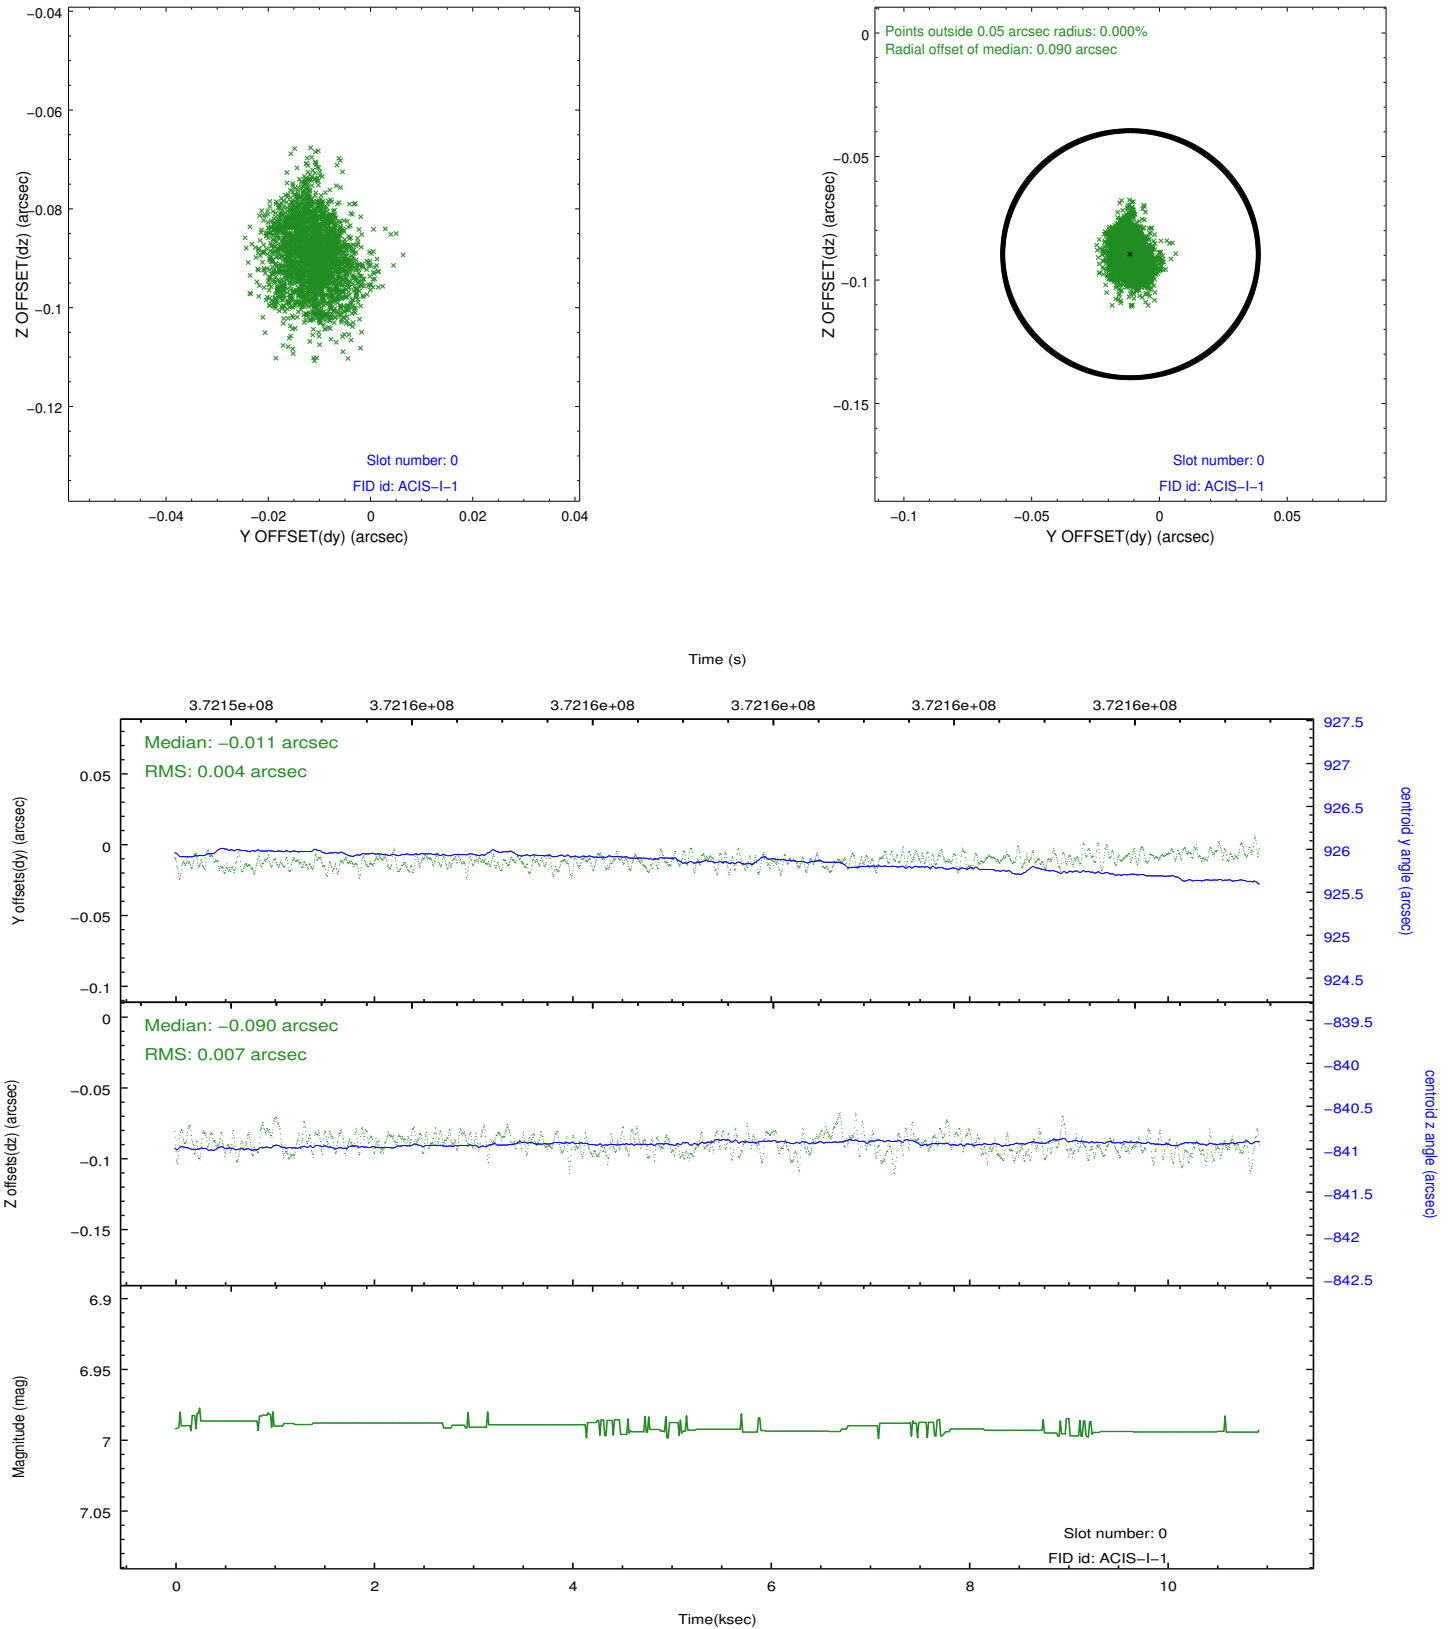 −0.04
−0.06
−0.08
−0.1
−0.12
Z OFFSET(dz) (arcsec)
Slot number: 0
FID id: ACIS−I−1
−0.04 −0.02 0 0.02 0.04
Y OFFSET(dy) (arcsec)
Points outside 0.05 arcsec radius: 0.000%
Radial offset of median: 0.090 arcsec
0
−0.05
−0.1
−0.15
Z OFFSET(dz) (arcsec)
Slot number: 0
FID id: ACIS−I−1
−0.1 −0.05 0 0.05
Y OFFSET(dy) (arcsec)
Time (s)
3.7215e+08 3.7216e+08 3.7216e+08 3.7216e+08 3.7216e+08 3.7216e+08
Median: −0.011 arcsec
RMS: 0.004 arcsec
0.05
0
−0.05
−0.1
Y offsets(dy) (arcsec)
927.5
927
926.5
926
925.5
925
924.5
centroid y angle (arcsec)
Median: −0.090 arcsec
RMS: 0.007 arcsec
0
−0.05
−0.1
−0.15
Z offsets(dz) (arcsec)
−839.5
−840
−840.5
−841
−841.5
−842
−842.5
centroid z angle (arcsec)
6.9
6.95
7
7.05
Magnitude (mag)
Slot number: 0
FID id: ACIS−I−1
0 2 4 6 8 10
Time(ksec)